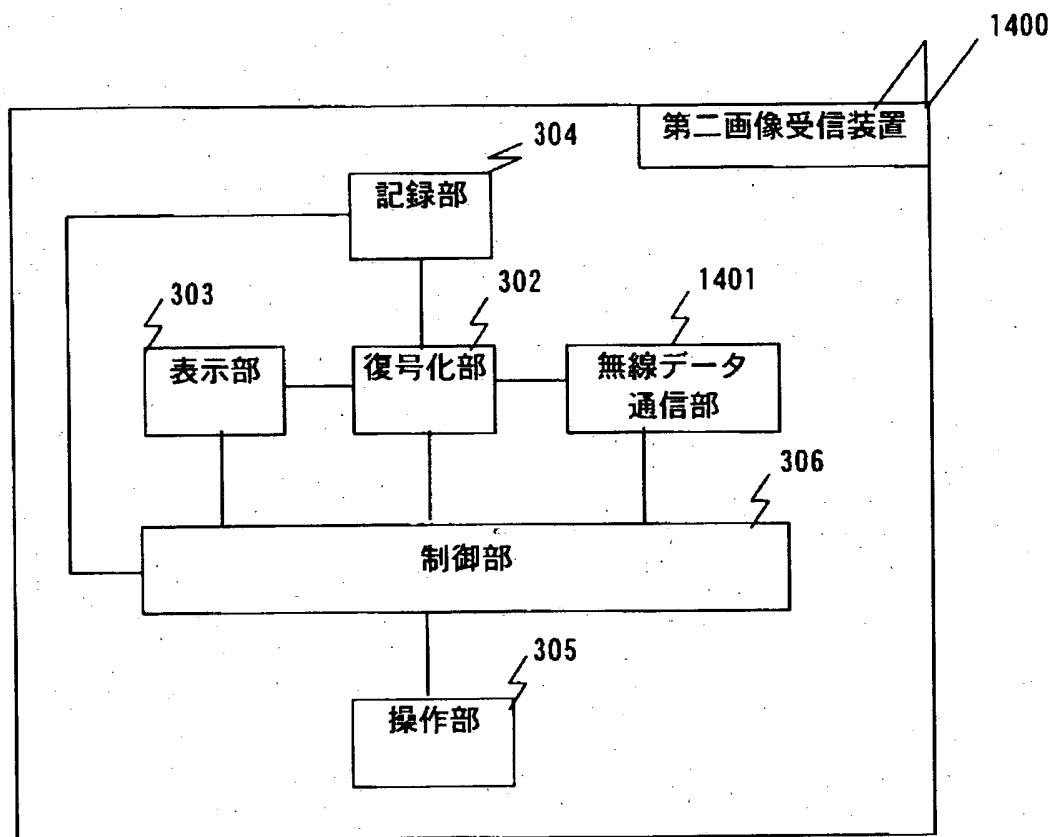 1400
第二画像受信装置
304
記録部
303
302
1401
表示部
復号化部
無線データ
通信部
306
制御部
305
操作部